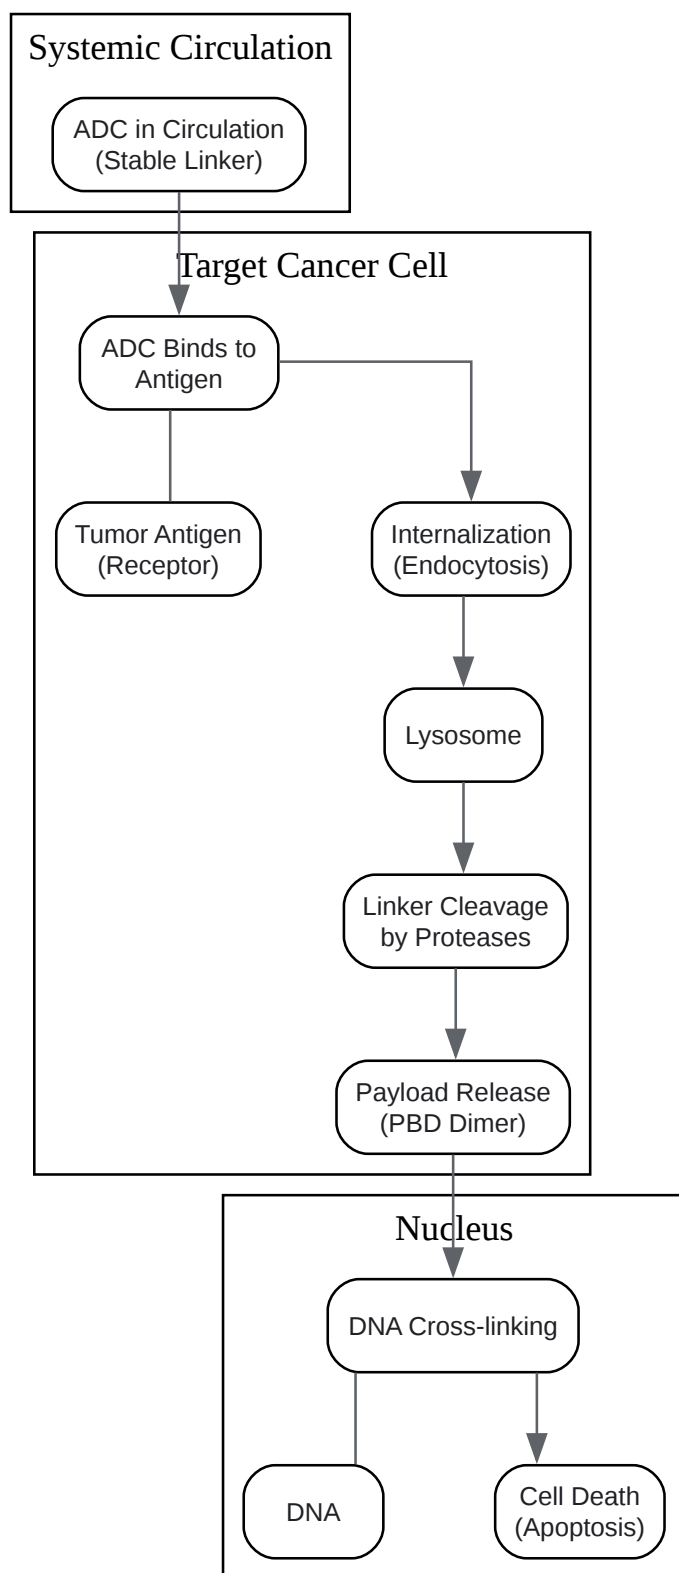 Systemic Circulation
ADC in Circulation
(Stable Linker)
Target Cancer Cell
ADC Binds to
Antigen
Tumor Antigen
(Receptor)
Internalization
(Endocytosis)
Lysosome
Linker Cleavage
by Proteases
Payload Release
(PBD Dimer)
Nucleus
DNA Cross-linking
DNA
Cell Death
(Apoptosis)